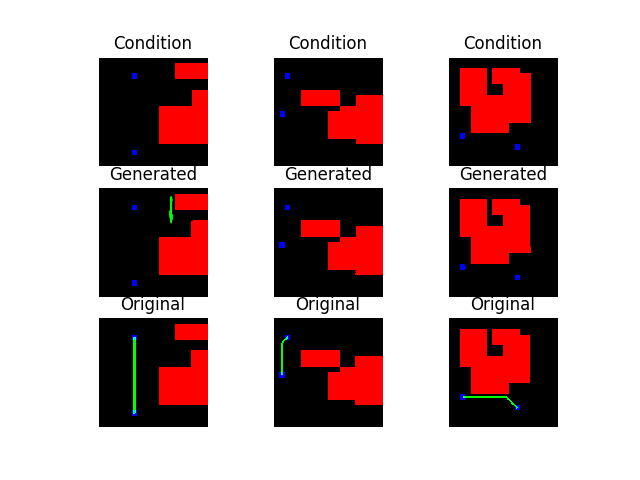 Condition Condition Condition
Generated Generated Generated
Original Original Original